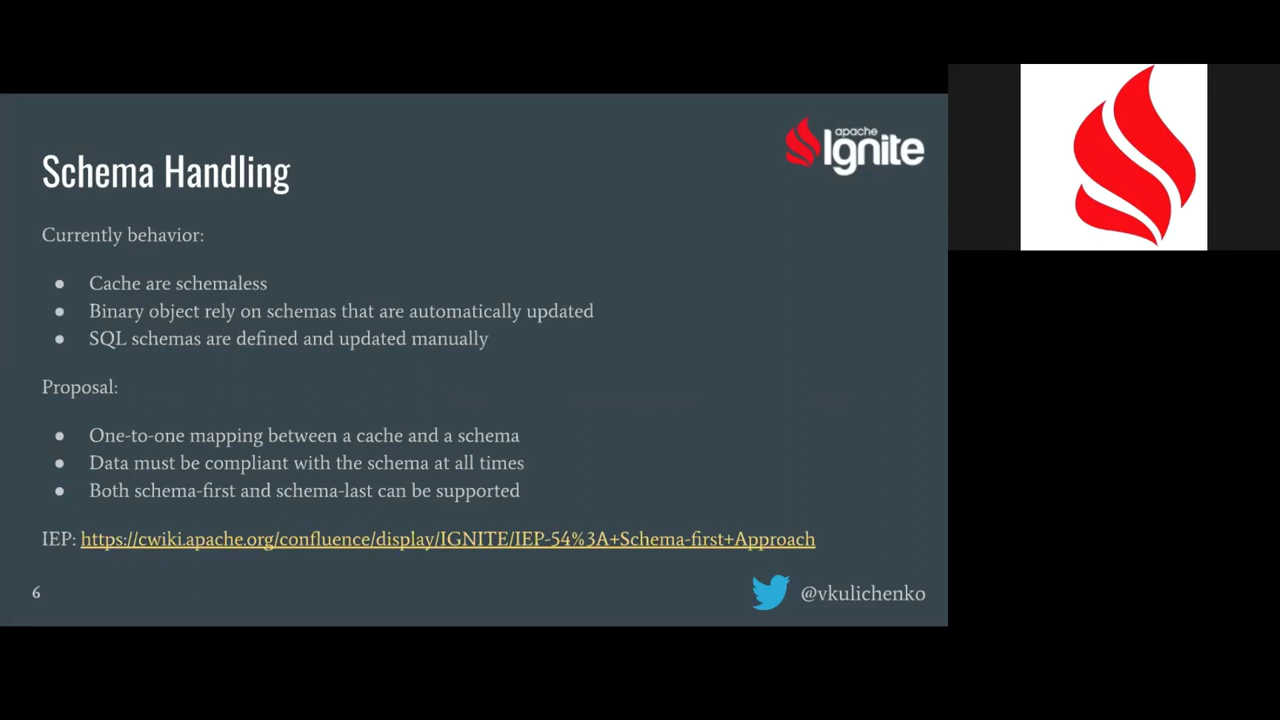 apache
Ignite
Schema Handling
Currently behavior:
● Cache are schemaless
● Binary object rely on schemas that are automatically updated
● SQL schemas are defined and updated manually
Proposal:
● One-to-one mapping between a cache and a schema
● Data must be compliant with the schema at all times
● Both schema-first and schema-last can be supported
IEP: https://cwiki.apache.org/confluence/display/IGNITE/IEP-54%3A+Schema-first+Approach
6
@vkulichenko